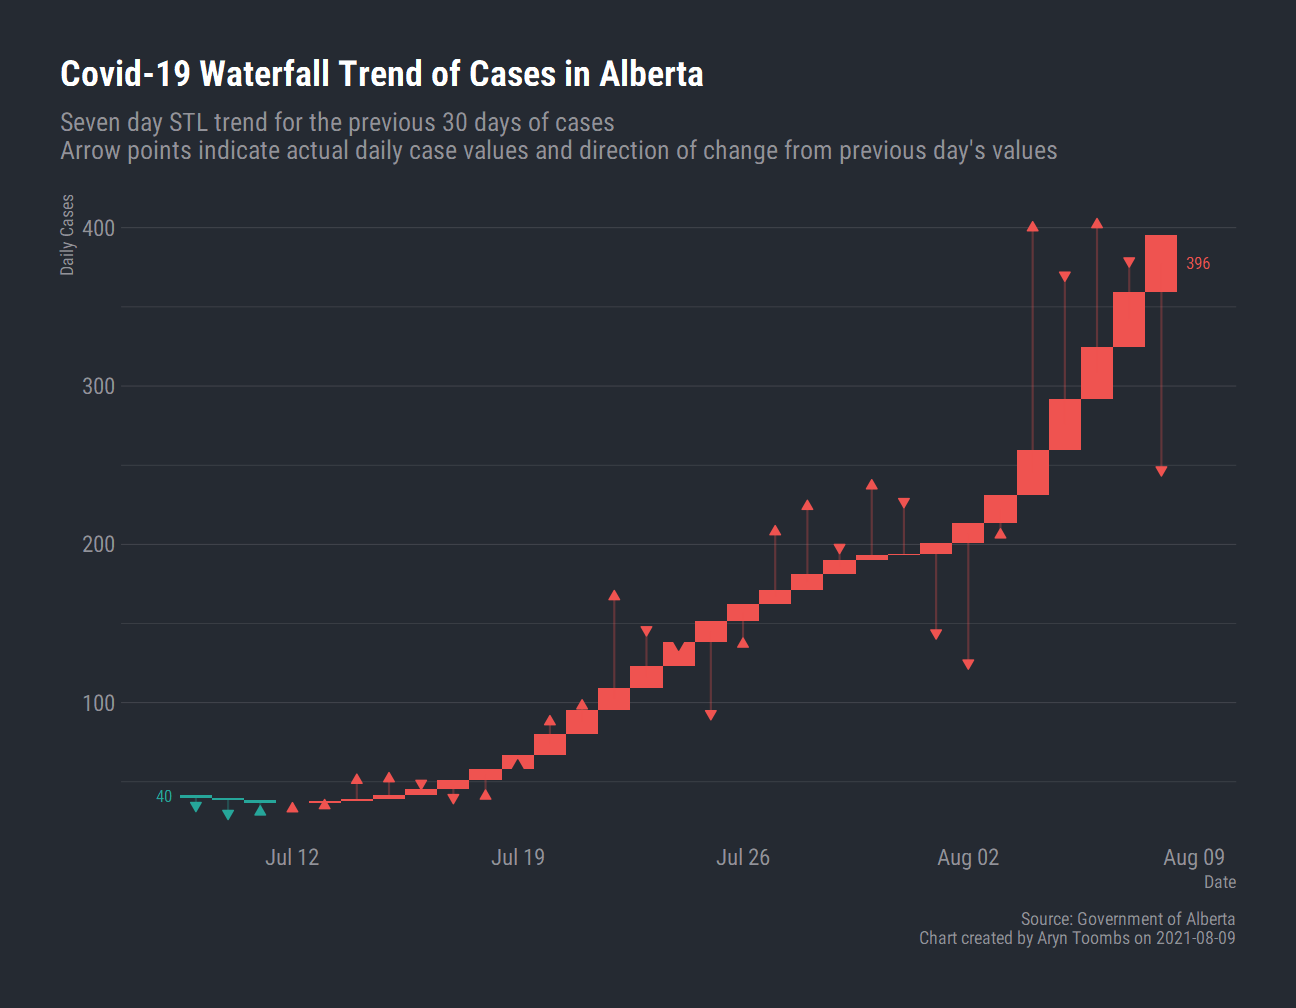 Covid-19 Waterfall Trend of Cases in Alberta
Seven day STL trend for the previous 30 days of cases
Arrow points indicate actual daily case values and direction of change from previous day's values
Daily Cases
400
300
200
100
396
40
Jul 12
Jul 19
Jul 26
Aug 02
Aug 09
Date
Source: Government of Alberta
Chart created by Aryn Toombs on 2021-08-09